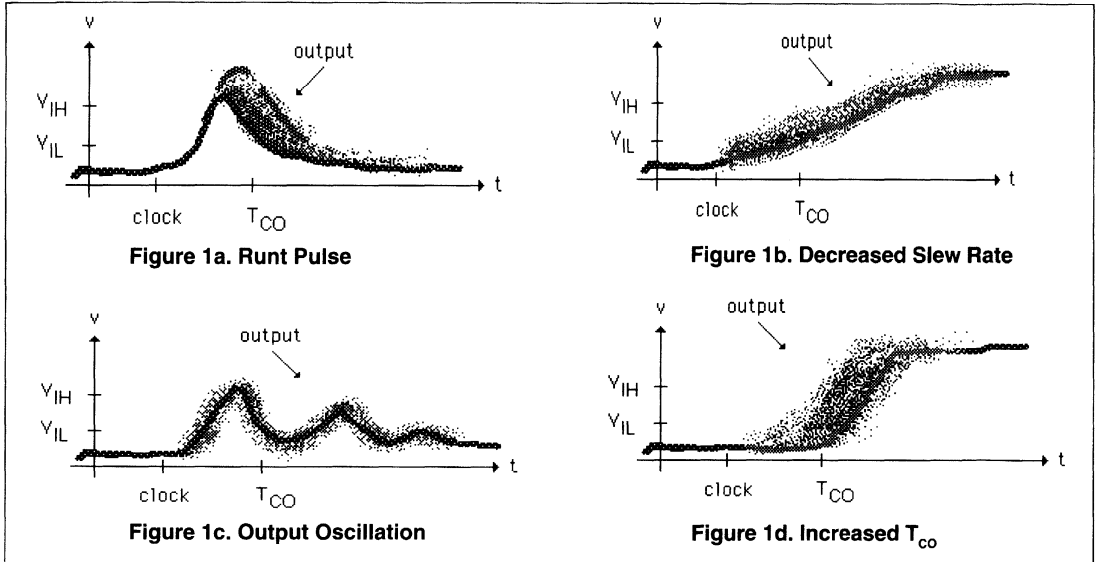 v
output
V_IH
V_IL
t
clock
T_CO
Figure 1a. Runt Pulse
v
output
V_IH
V_IL
t
clock
T_CO
Figure 1b. Decreased Slew Rate
v
output
V_IH
V_IL
t
clock
T_CO
Figure 1c. Output Oscillation
v
output
V_IH
V_IL
t
clock
T_CO
Figure 1d. Increased T_co